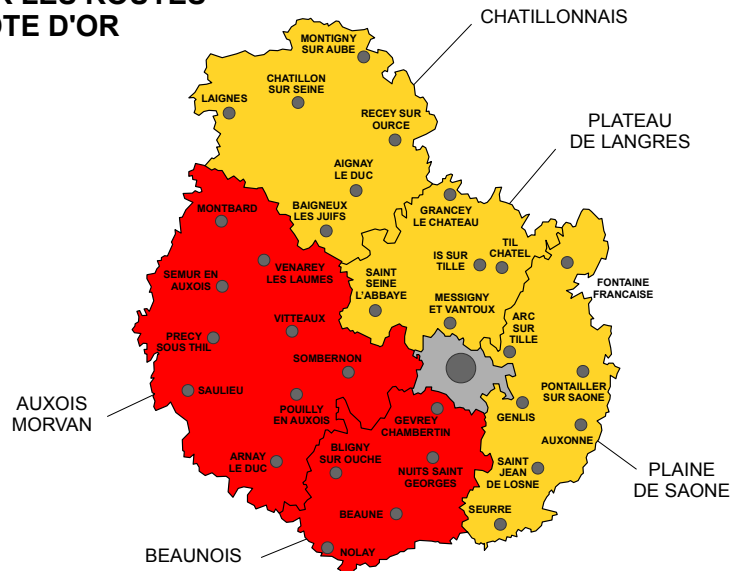 R LES ROUTES
OTE D'OR
CHATILLONNAIS
MONTIGNY
SUR AUBE
CHATILLON
SUR SEINE
LAIGNES
RECEY SUR
OURCE
PLATEAU
DE LANGRES
AIGNAY
LE DUC
BAIGNEUX
LES JUIFS
GRANCEY
LE CHATEAU
MONTBARD
TIL
CHATEL
IS SUR
TILLE
VENAREY
LES LAUMES
SEMUR EN
AUXOIS
SAINT
SEINE
L'ABBAYE
FONTAINE
FRANCAISE
MESSIGNY
ET VANTOUX
ARC
SUR
TILLE
VITTEAUX
PRECY
SOUS THIL
SOMBERNON
PONTAILLER
SUR SAONE
SAULIEU
AUXOIS
MORVAN
POUILLY
EN AUXOIS
GEVREY
CHAMBERTIN
GENLIS
AUXONNE
BLIGNY
SUR OUCHE
ARNAY
LE DUC
NUITS SAINT
GEORGES
SAINT
JEAN
DE LOSNE
PLAINE
DE SAONE
BEAUNE
SEURRE
NOLAY
BEAUNOIS